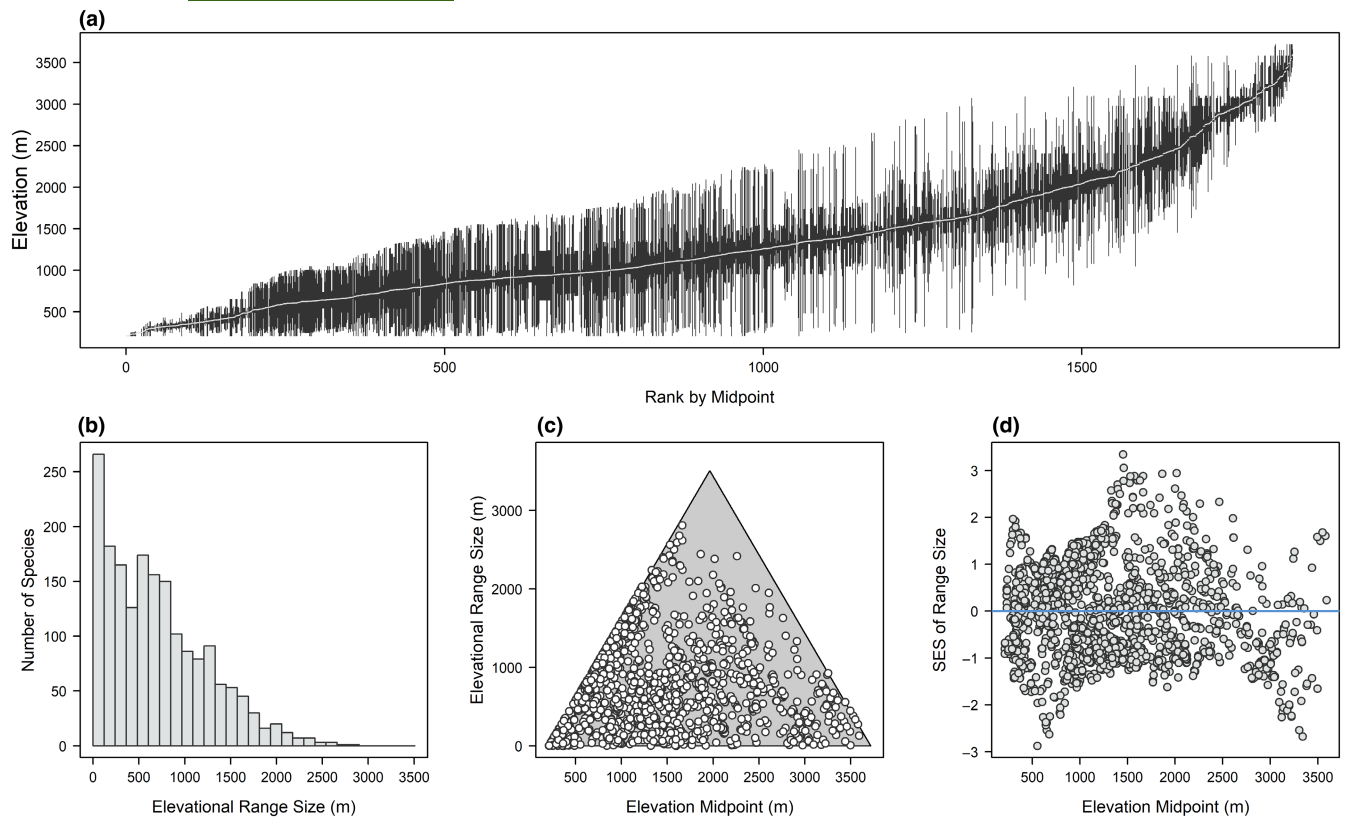 (a)
3500
3000
2500
2000
1500
1000
500
Elevation (m)
0 500 1000 1500
Rank by Midpoint
(b)
250
200
150
100
50
0
Number of Species
0 500 1000 1500 2000 2500 3000 3500
Elevational Range Size (m)
(c)
3000
2000
1000
0
Elevational Range Size (m)
500 1000 1500 2000 2500 3000 3500
Elevation Midpoint (m)
(d)
3
2
1
0
−1
−2
−3
SES of Range Size
500 1000 1500 2000 2500 3000 3500
Elevation Midpoint (m)